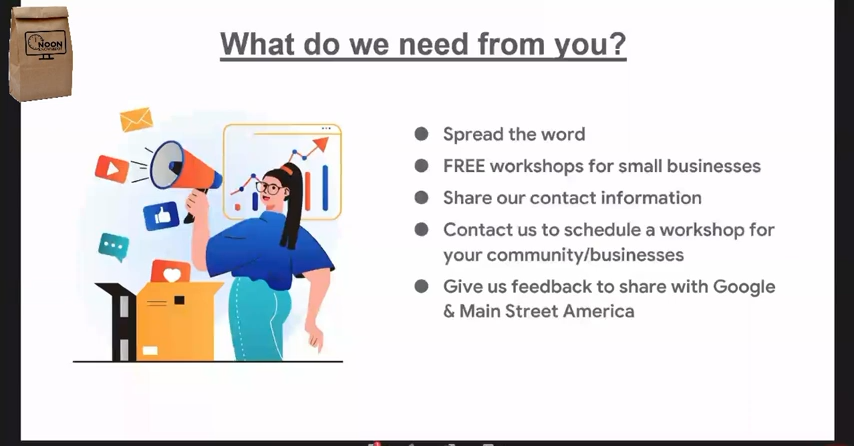 NOON
What do we need from you?
Spread the word
FREE workshops for small businesses
Share our contact information
Contact us to schedule a workshop for
your community/businesses
Give us feedback to share with Google
& Main Street America